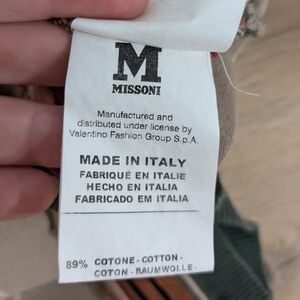 M
MISSONI
Manufactured and
distributed under license by
Valentino Fashion Group S.p.A.
MADE IN ITALY
FABRIQUÉ EN ITALIE
HECHO EN ITALIA
FABRICADO EM ITALIA
89% COTONE - COTTON -
COTON - BAUMWOLLE -